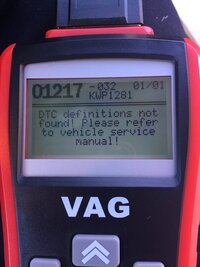 01217 -032 01/01
KWP1281
DTC definitions not
found! Please refer
to vehicle service
manual!
VAG